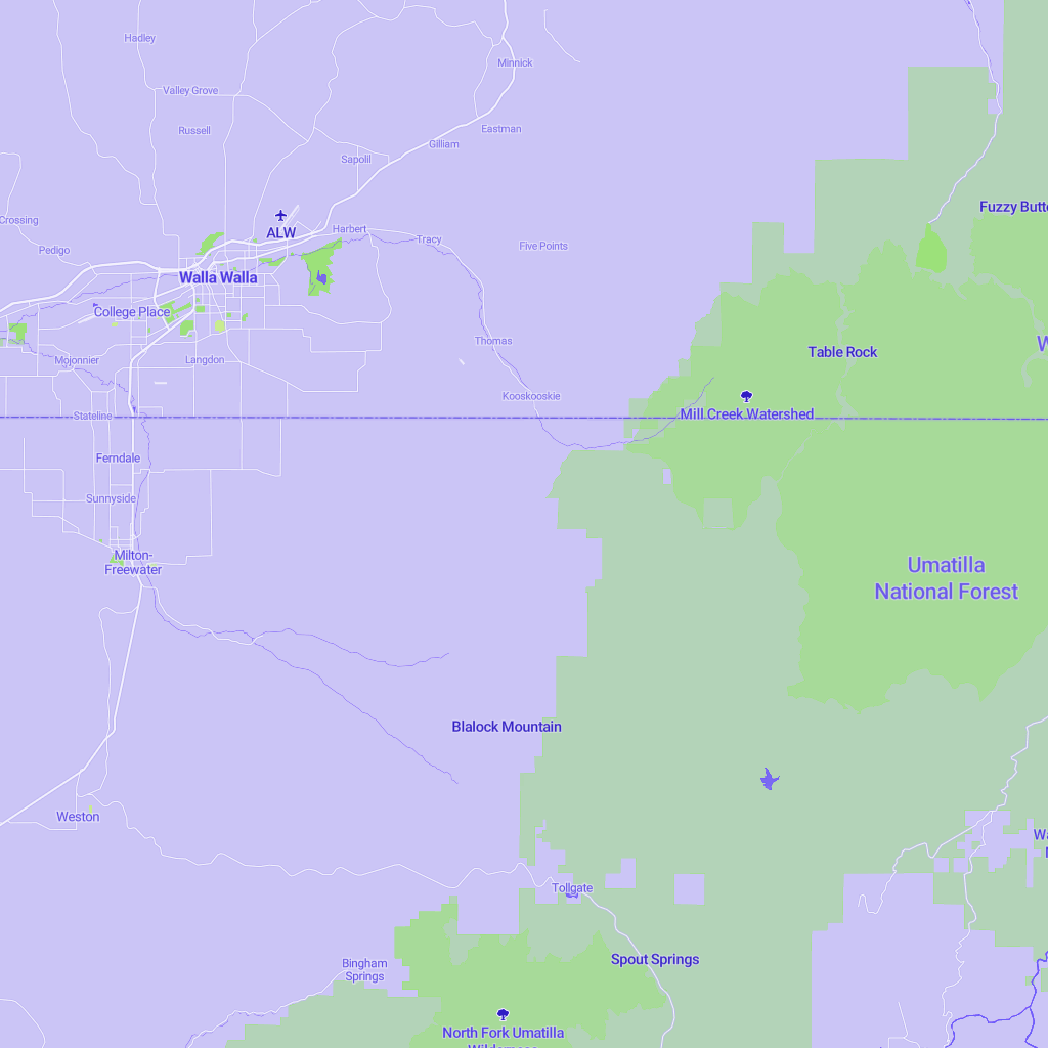 Hadley
Minnick
Valley Grove
Russell
Eastman
Gilliam
Sapolil
Fuzzy Butte
Crossing
ALW
Harbert
Tracy
Five Points
Pedigo
Walla Walla
College Place
Thomas
Table Rock
W
Mojonnier
Langdon
Kooskooskie
Stateline
Mill Creek Watershed
Ferndale
Sunnyside
Milton-
Freewater
Umatilla
National Forest
Blalock Mountain
Weston
Wa
Tollgate
Spout Springs
Bingham
Springs
North Fork Umatilla
Wilderness